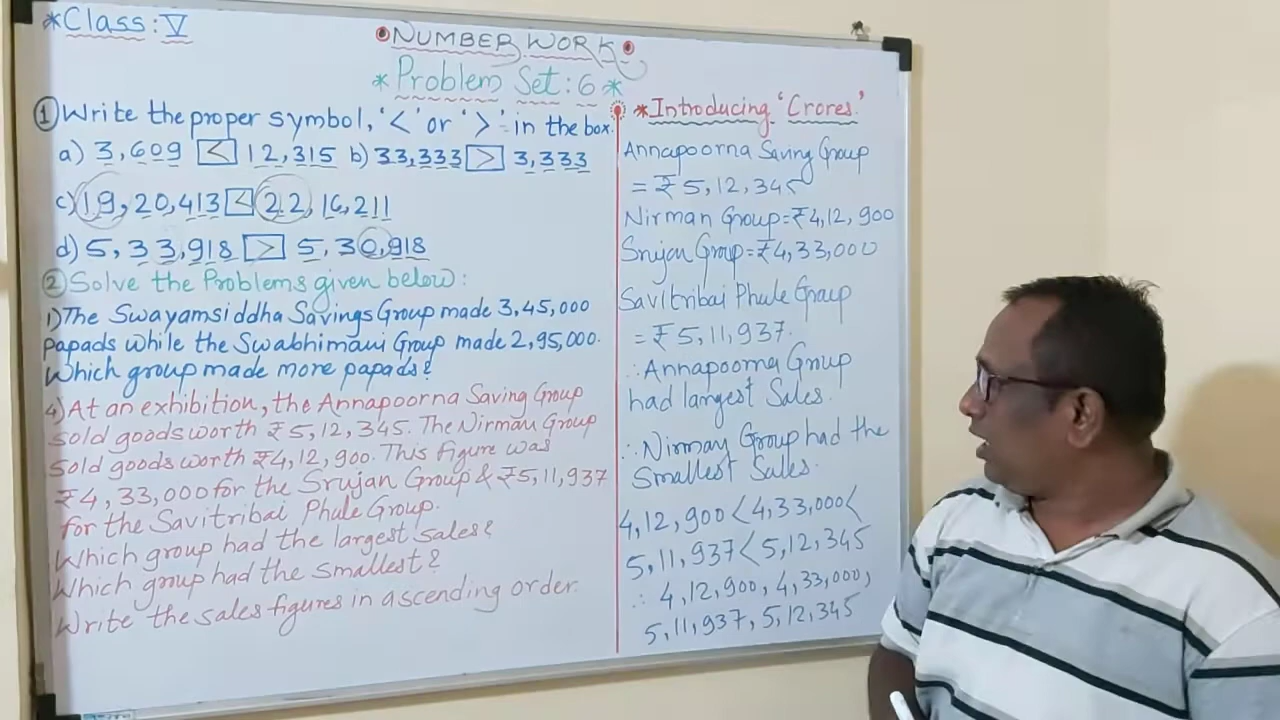 *Class: V
NUMBER WORK
*Problem Set: 6*
① Write the proper symbol, '<' or '>' in the box.
a) 3,609 < 12,315 b) 33,333 > 3,333
c) 19,20,413 < 22,16,211
d) 5,33,918 > 5,30,918
② Solve the Problems given below:
1) The Swayamsiddha Savings Group made 3,45,000
papads while the Swabhimani Group made 2,95,000.
Which group made more papads?
4) At an exhibition, the Annapoorna Saving Group
sold goods worth ₹5,12,345. The Nirman Group
sold goods worth ₹4,12,900. This figure was
₹4,33,000 for the Srujan Group & ₹5,11,937
for the Savitribai Phule Group.
Which group had the largest sales?
Which group had the smallest?
Write the sales figures in ascending order.
*Introducing 'Crores.'
Annapoorna Saving Group
= ₹5,12,345
Nirman Group=₹4,12,900
Srujan Group=₹4,33,000
Savitribai Phule Group
= ₹5,11,937.
∴Annapoorna Group
had largest Sales.
∴Nirman Group had the
Smallest Sales.
4,12,900<4,33,000<
5,11,937<5,12,345
∴ 4,12,900, 4,33,000,
5,11,937, 5,12,345